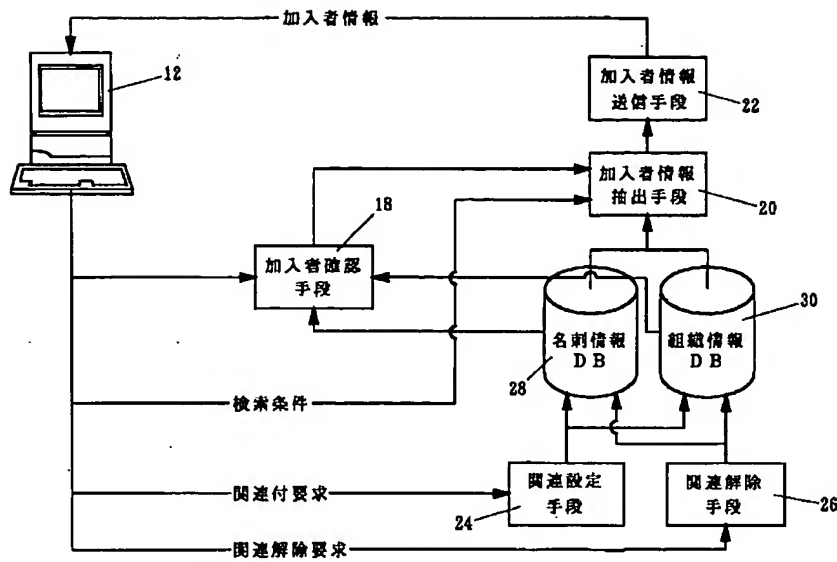 加入者情報
12
加入者情報
送信手段
22
加入者情報
抽出手段
20
18
加入者確認
手段
30
名刺情報
DB
28
組織情報
DB
検索条件
関連付要求
関連設定
手段
24
関連解除
手段
26
関連解除要求